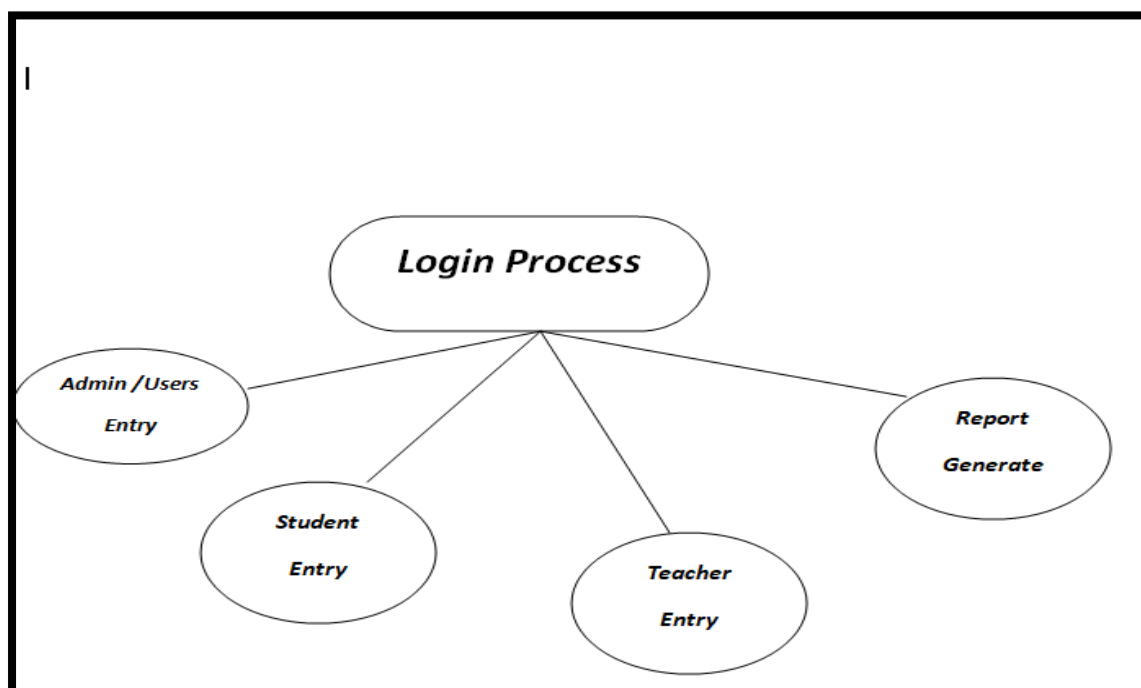 Login Process
Admin /Users
Entry
Student
Entry
Teacher
Entry
Report
Generate